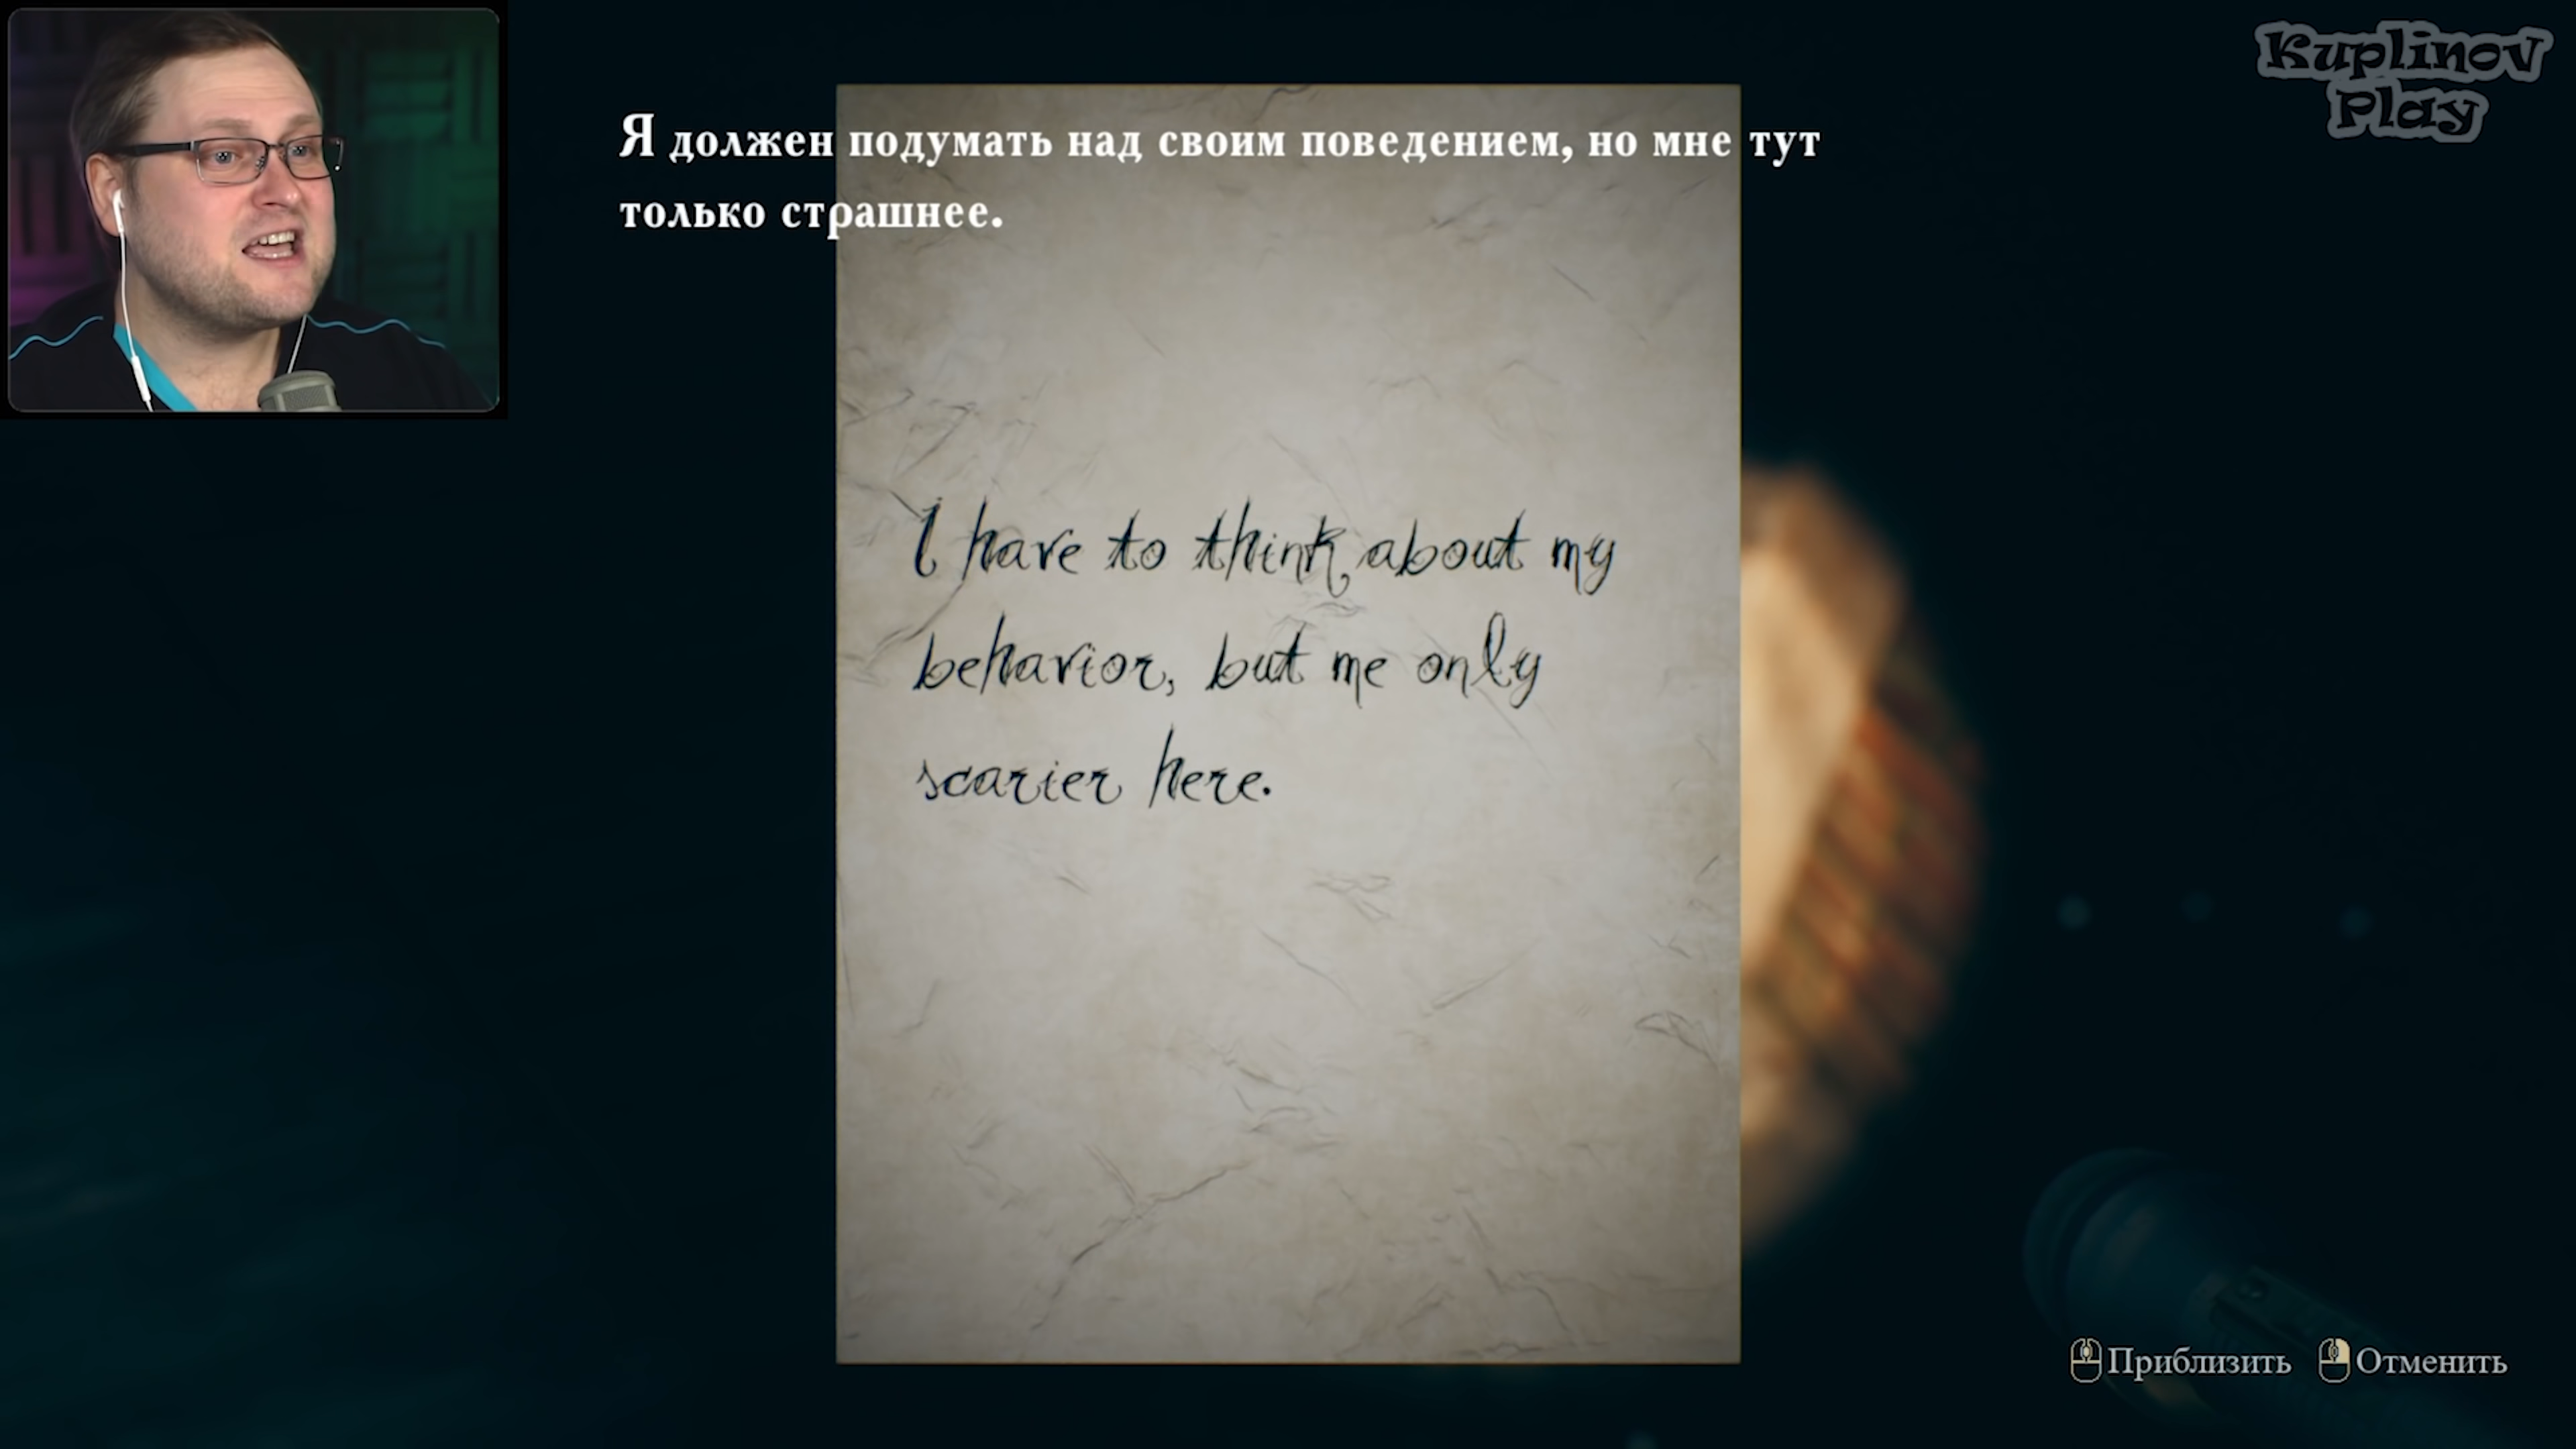 Kuplinov
Play
Я должен подумать над своим поведением, но мне тут
только страшнее.
I have to think about my
behavior, but me only
scarier here.
Приблизить Отменить